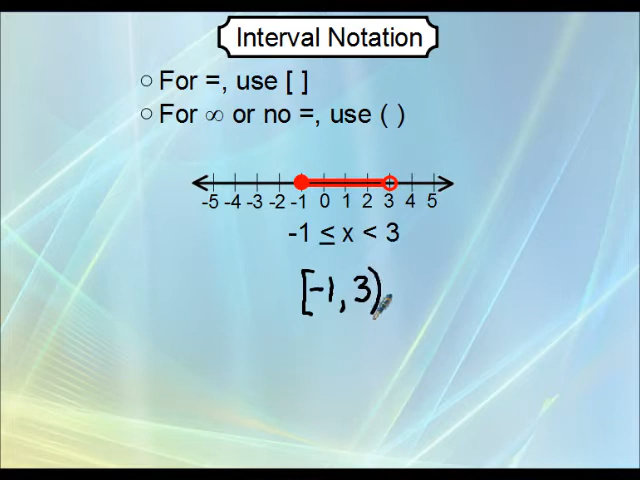 Interval Notation
○ For =, use [ ]
○ For ∞ or no =, use ( )
-5 -4 -3 -2 -1 0 1 2 3 4 5
-1 ≤ x < 3
[-1, 3)